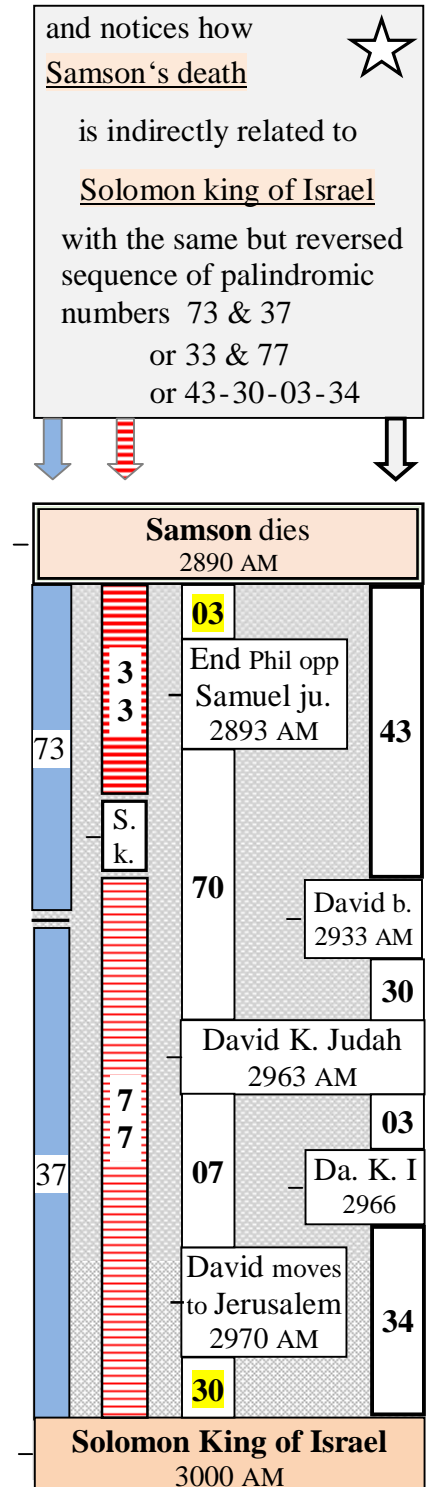 and notices how
Samson‘s death
is indirectly related to
Solomon king of Israel
with the same but reversed
sequence of palindromic
numbers 73 & 37
or 33 & 77
or 43-30-03-34
Samson dies
2890 AM
03
3
3
End Phil opp
Samuel ju.
2893 AM
43
73
S.
k.
70
David b.
2933 AM
30
David K. Judah
2963 AM
7
7
03
37
07
Da. K. I
2966
David moves
to Jerusalem
2970 AM
34
30
Solomon King of Israel
3000 AM